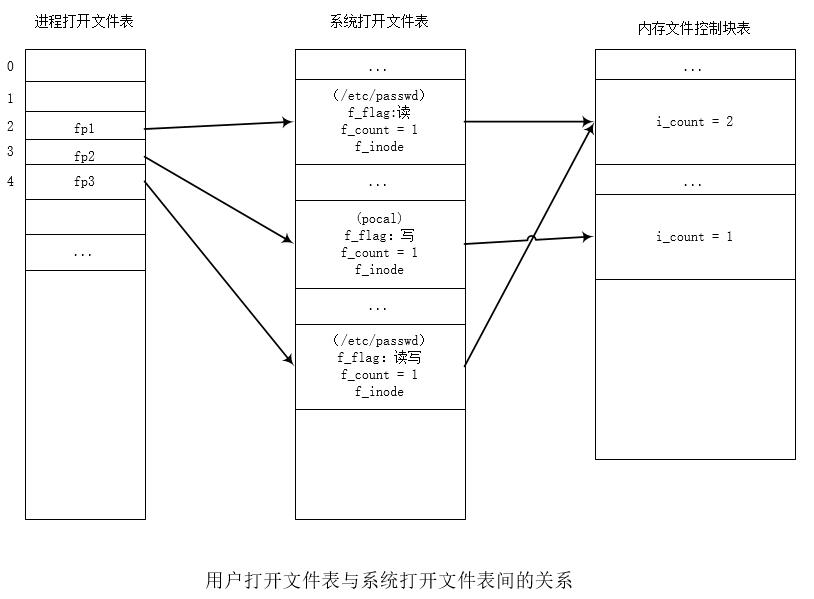 进程打开文件表
0
1
2
fp1
3
fp2
4
fp3
...
系统打开文件表
...
（/etc/passwd）
f_flag:读
f_count = 1
f_inode
...
(pocal)
f_flag: 写
f_count = 1
f_inode
...
（/etc/passwd）
f_flag: 读写
f_count = 1
f_inode
内存文件控制块表
...
i_count = 2
...
i_count = 1
用户打开文件表与系统打开文件表间的关系